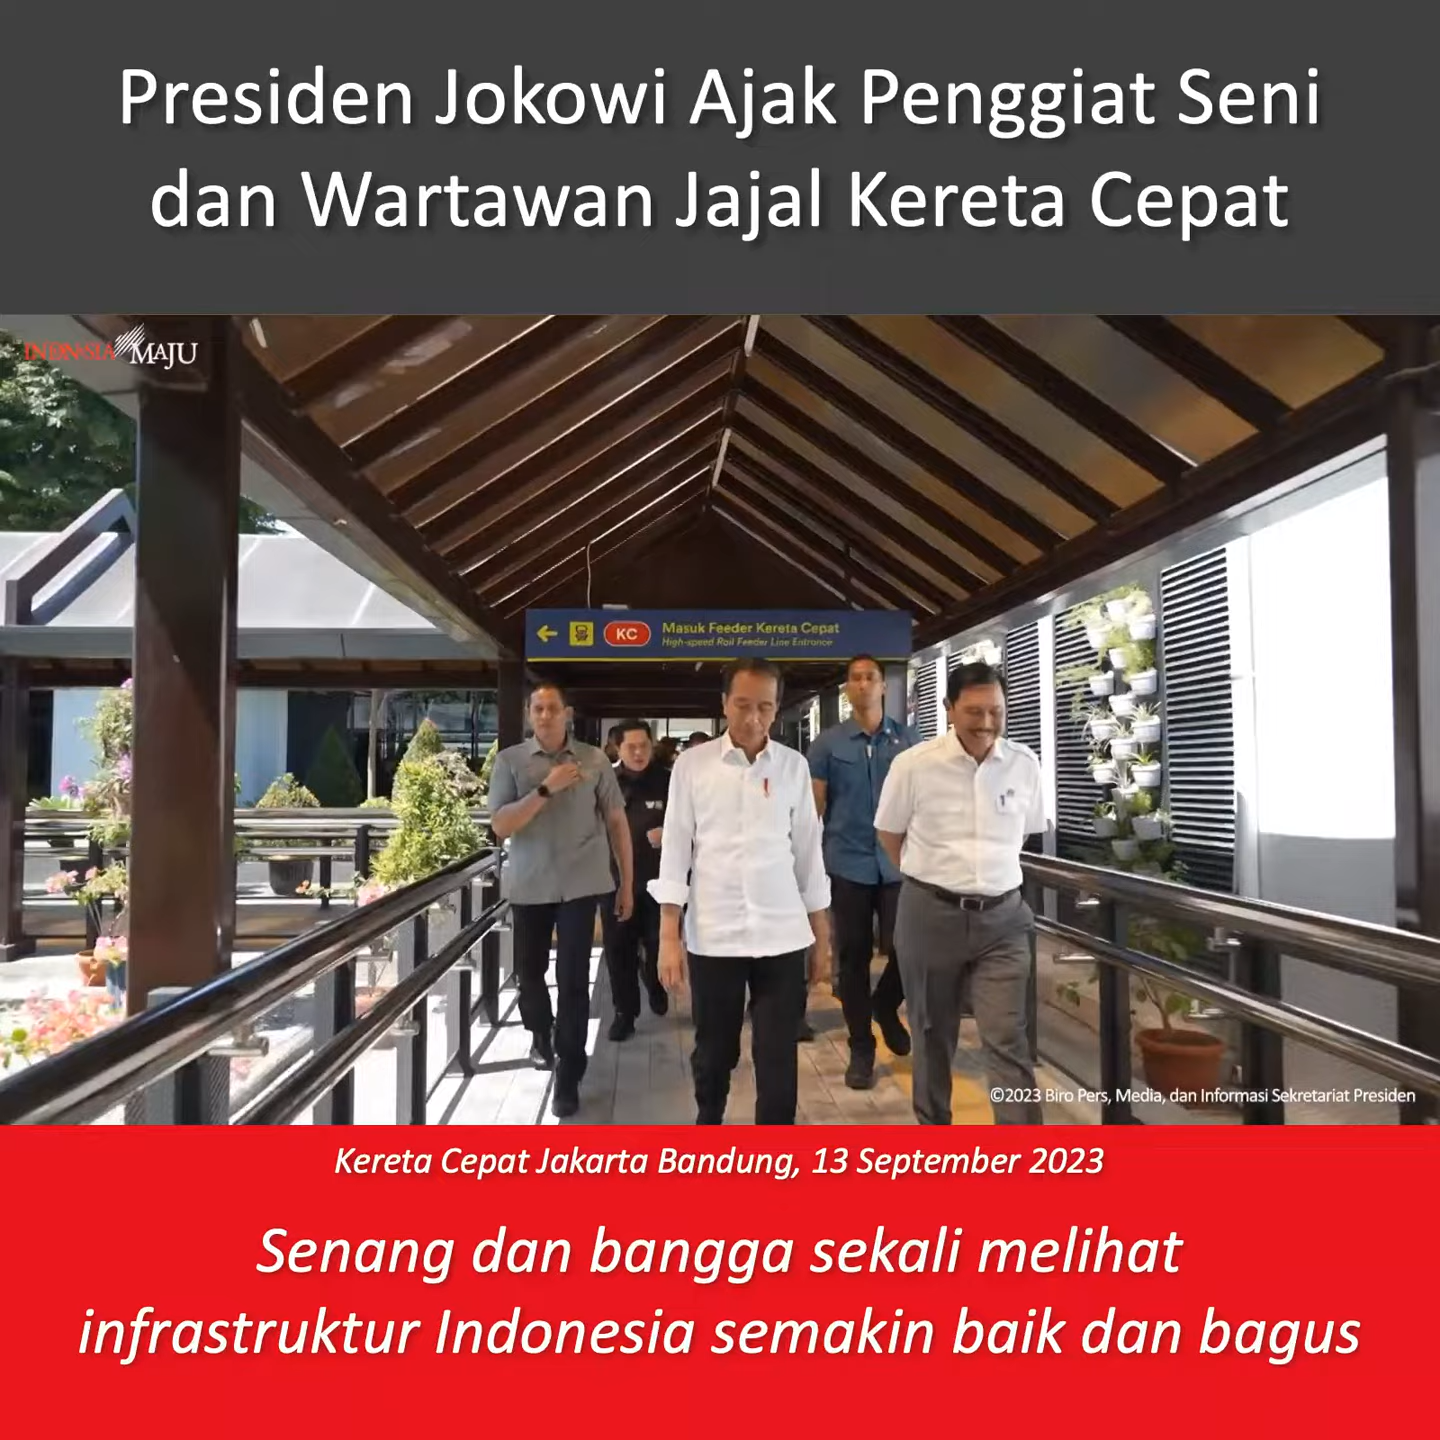 Presiden Jokowi Ajak Penggiat Seni
dan Wartawan Jajal Kereta Cepat
INDONESIA MAJU
KC
Masuk Feeder Kereta Cepat
High-speed Rail Feeder Line Entrance
©2023 Biro Pers, Media, dan Informasi Sekretariat Presiden
Kereta Cepat Jakarta Bandung, 13 September 2023
Senang dan bangga sekali melihat
infrastruktur Indonesia semakin baik dan bagus